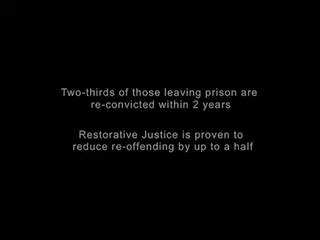 Two-thirds of those leaving prison are
re-convicted within 2 years
Restorative Justice is proven to
reduce re-offending by up to a half